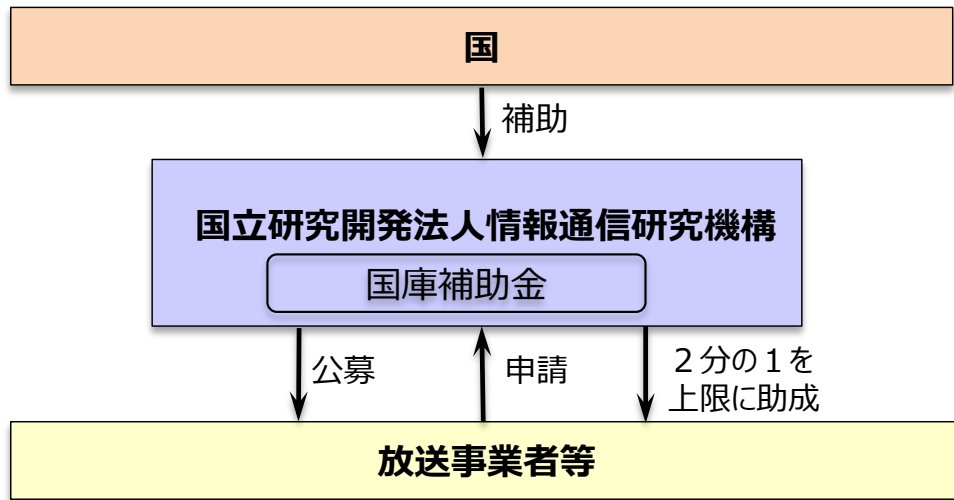 国
補助
国立研究開発法人情報通信研究機構
国庫補助金
公募
申請
２分の１を
上限に助成
放送事業者等